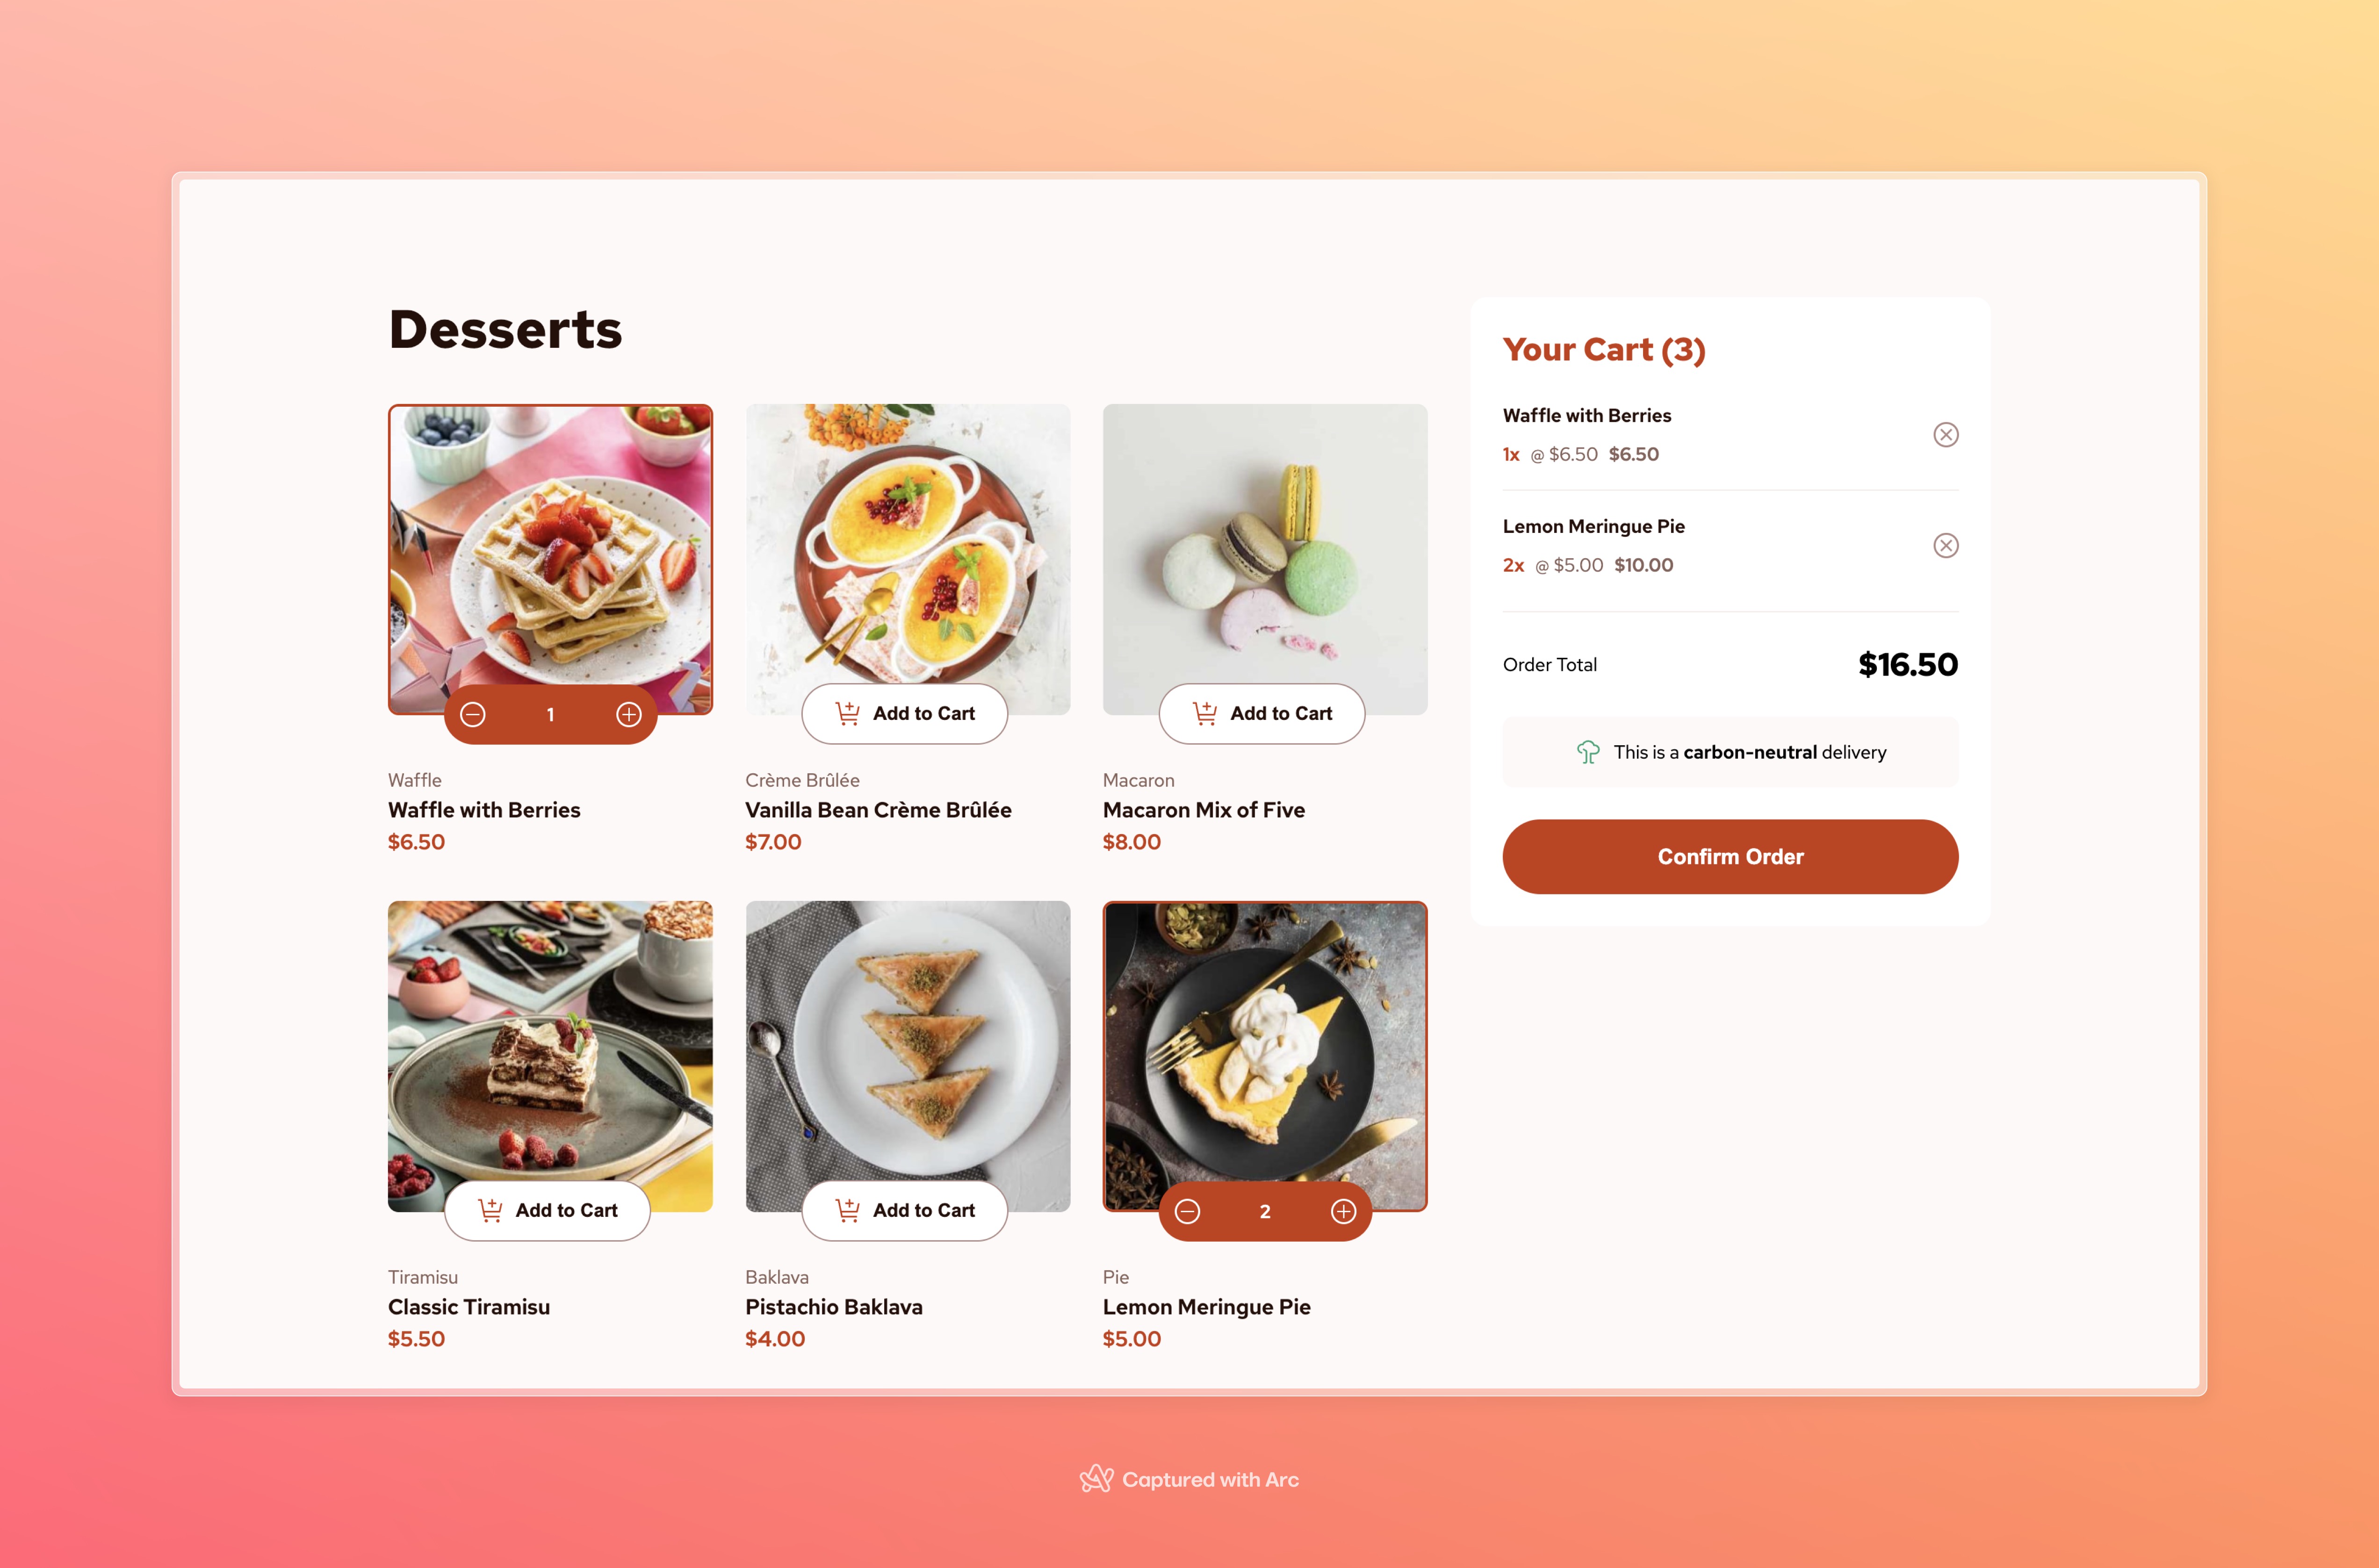 Desserts
1
Waffle
Waffle with Berries
$6.50
Add to Cart
Crème Brûlée
Vanilla Bean Crème Brûlée
$7.00
Add to Cart
Macaron
Macaron Mix of Five
$8.00
Add to Cart
Tiramisu
Classic Tiramisu
$5.50
Add to Cart
Baklava
Pistachio Baklava
$4.00
2
Pie
Lemon Meringue Pie
$5.00
Your Cart (3)
Waffle with Berries
1x @ $6.50 $6.50
Lemon Meringue Pie
2x @ $5.00 $10.00
Order Total $16.50
This is a carbon-neutral delivery
Confirm Order
Captured with Arc